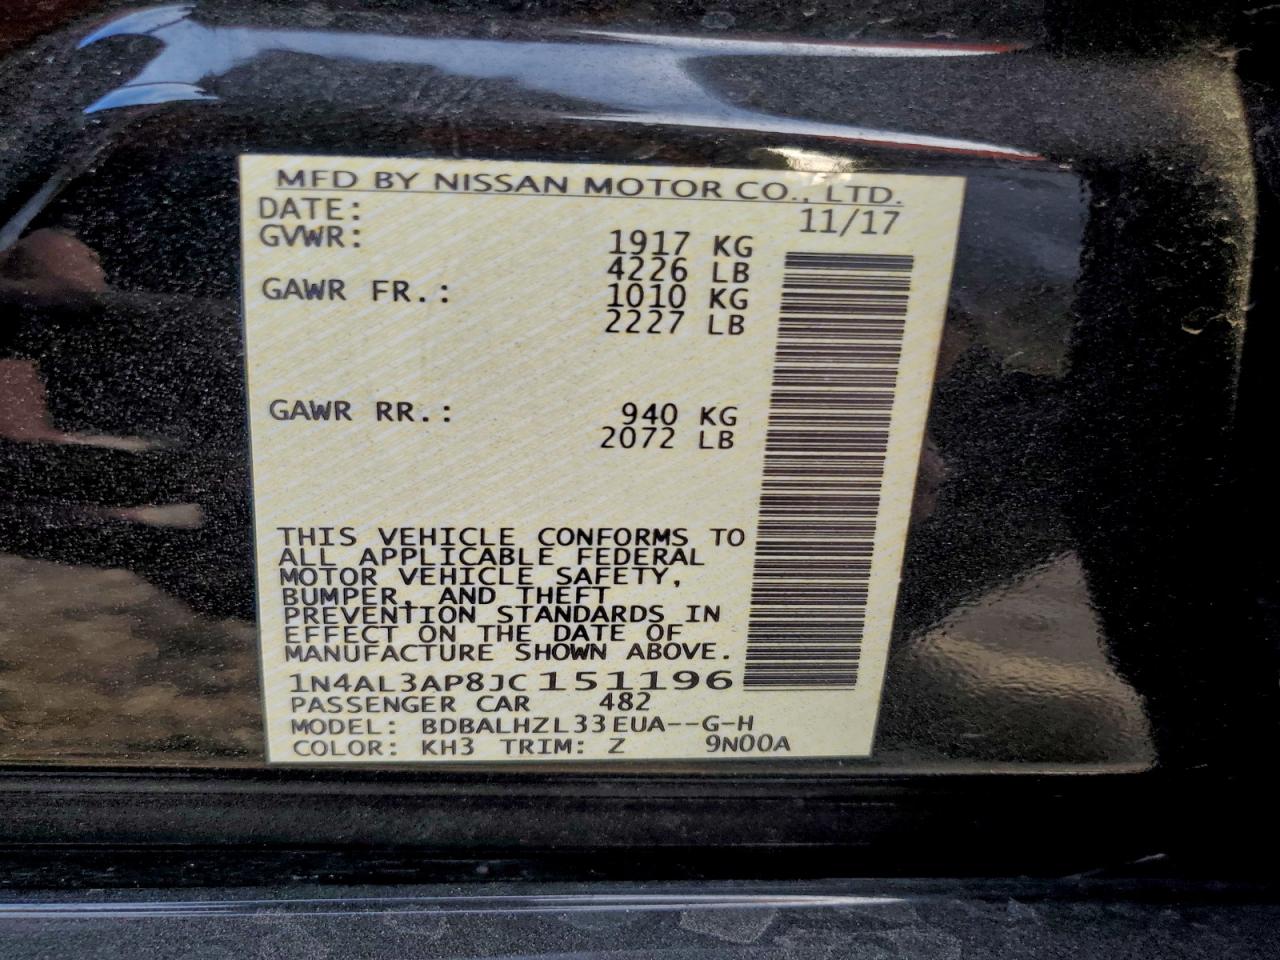 MFD BY NISSAN MOTOR CO., LTD.
DATE: 11/17
GVWR: 1917 KG
4226 LB
GAWR FR.: 1010 KG
2227 LB
GAWR RR.: 940 KG
2072 LB
THIS VEHICLE CONFORMS TO
ALL APPLICABLE FEDERAL
MOTOR VEHICLE SAFETY,
BUMPER, AND THEFT
PREVENTION STANDARDS IN
EFFECT ON THE DATE OF
MANUFACTURE SHOWN ABOVE.
1N4AL3AP8JC151196
PASSENGER CAR 482
MODEL: BDBALHZL33EUA--G-H
COLOR: KH3 TRIM: Z 9N00A